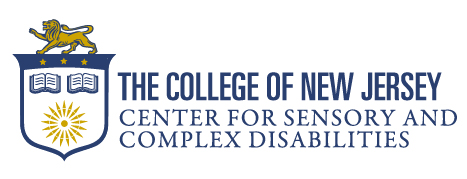 THE COLLEGE OF NEW JERSEY
CENTER FOR SENSORY AND
COMPLEX DISABILITIES